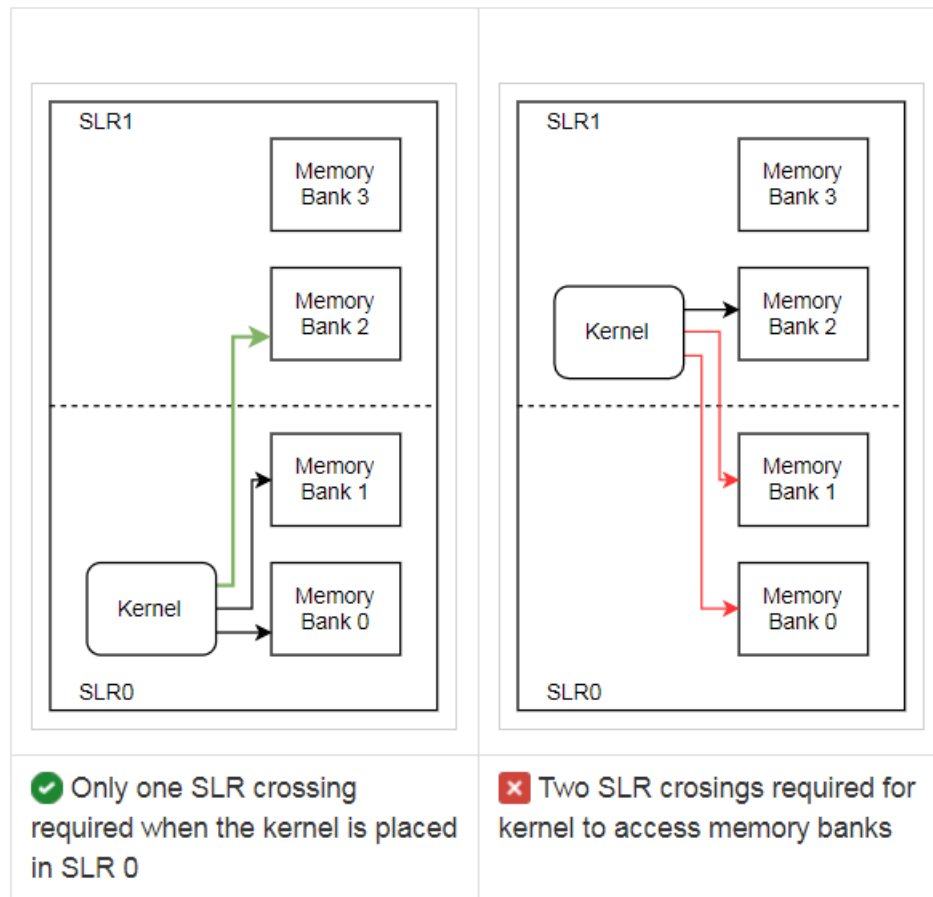 SLR1
Memory
Bank 3
Memory
Bank 2
Memory
Bank 1
Kernel
Memory
Bank 0
SLR0
Only one SLR crossing
required when the kernel is placed
in SLR 0
SLR1
Memory
Bank 3
Kernel
Memory
Bank 2
Memory
Bank 1
Memory
Bank 0
SLR0
Two SLR crosings required for
kernel to access memory banks